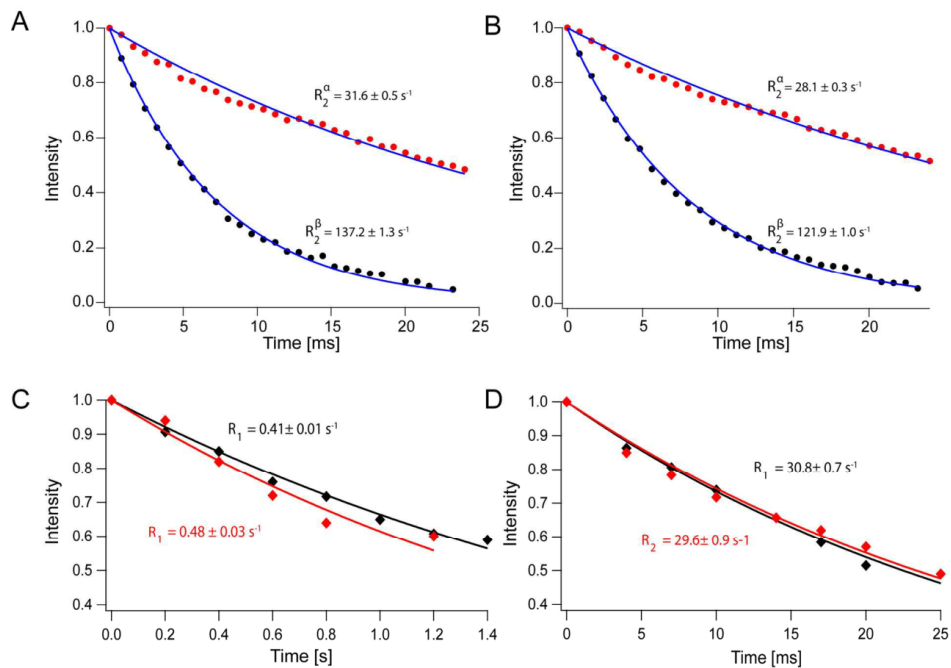 A
1.0
0.8
0.6
0.4
0.2
0.0
Intensity
R₂ᵅ = 31.6 ± 0.5 s⁻¹
R₂ᵝ = 137.2 ± 1.3 s⁻¹
0 5 10 15 20 25
Time [ms]
B
1.0
0.8
0.6
0.4
0.2
0.0
Intensity
R₂ᵅ = 28.1 ± 0.3 s⁻¹
R₂ᵝ = 121.9 ± 1.0 s⁻¹
0 5 10 15 20
Time [ms]
C
1.0
0.9
0.8
0.7
0.6
0.5
0.4
Intensity
R₁ = 0.41± 0.01 s⁻¹
R₁ = 0.48 ± 0.03 s⁻¹
0.0 0.2 0.4 0.6 0.8 1.0 1.2 1.4
Time [s]
D
1.0
0.9
0.8
0.7
0.6
0.5
0.4
Intensity
R₁ = 30.8± 0.7 s⁻¹
R₂ = 29.6± 0.9 s-1
0 5 10 15 20 25
Time [ms]